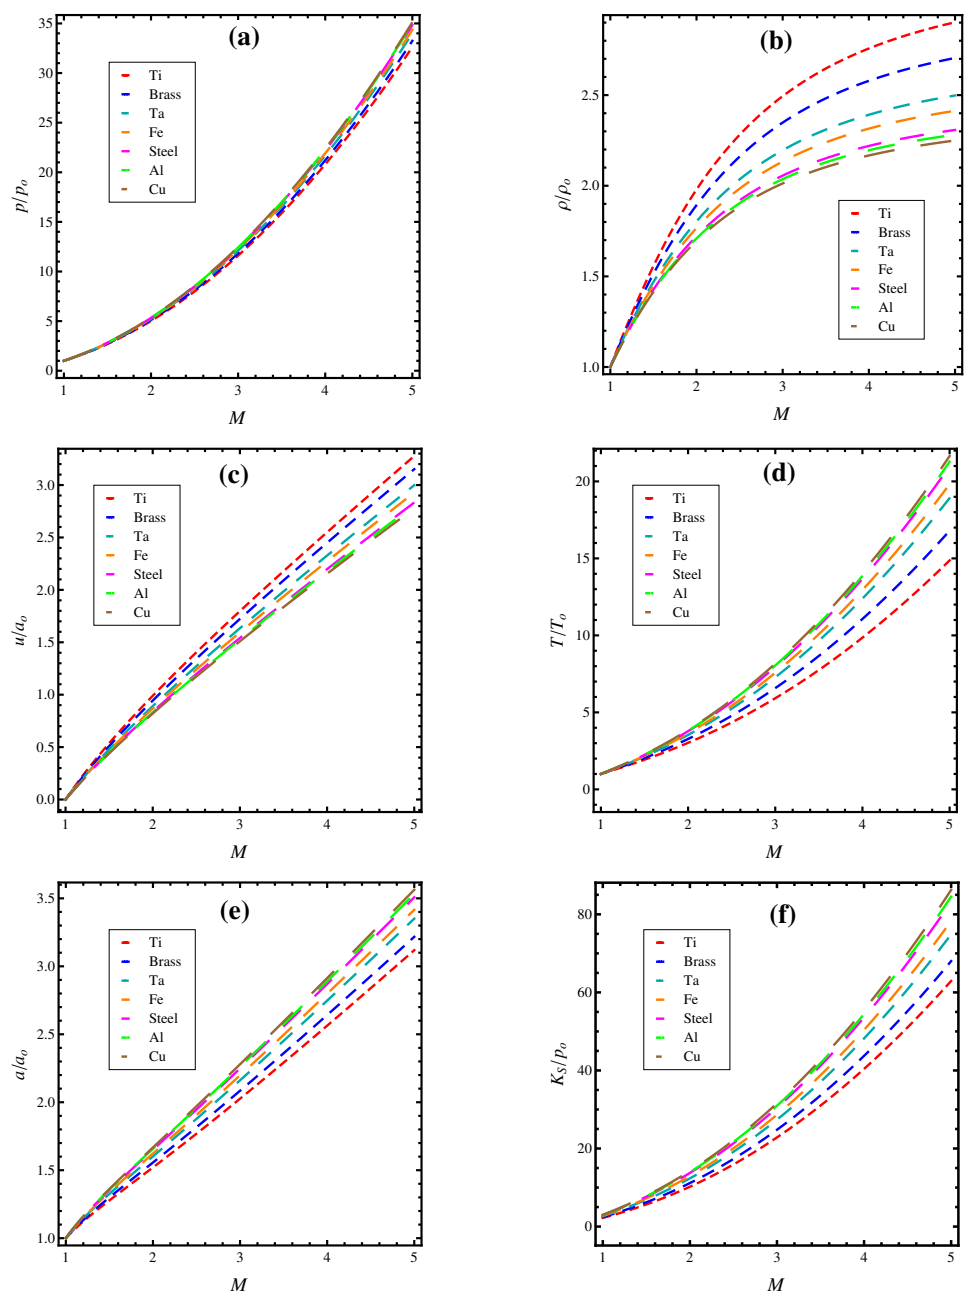 (a)
p/p_o
35
30
25
20
15
10
5
0
Ti
Brass
Ta
Fe
Steel
Al
Cu
1 2 3 4 5
M
(b)
ρ/ρ_o
2.5
2.0
1.5
1.0
Ti
Brass
Ta
Fe
Steel
Al
Cu
1 2 3 4 5
M
(c)
u/a_o
3.0
2.5
2.0
1.5
1.0
0.5
0.0
Ti
Brass
Ta
Fe
Steel
Al
Cu
1 2 3 4 5
M
(d)
T/T_o
20
15
10
5
0
Ti
Brass
Ta
Fe
Steel
Al
Cu
1 2 3 4 5
M
(e)
a/a_o
3.5
3.0
2.5
2.0
1.5
1.0
Ti
Brass
Ta
Fe
Steel
Al
Cu
1 2 3 4 5
M
(f)
K_S/p_o
80
60
40
20
0
Ti
Brass
Ta
Fe
Steel
Al
Cu
1 2 3 4 5
M